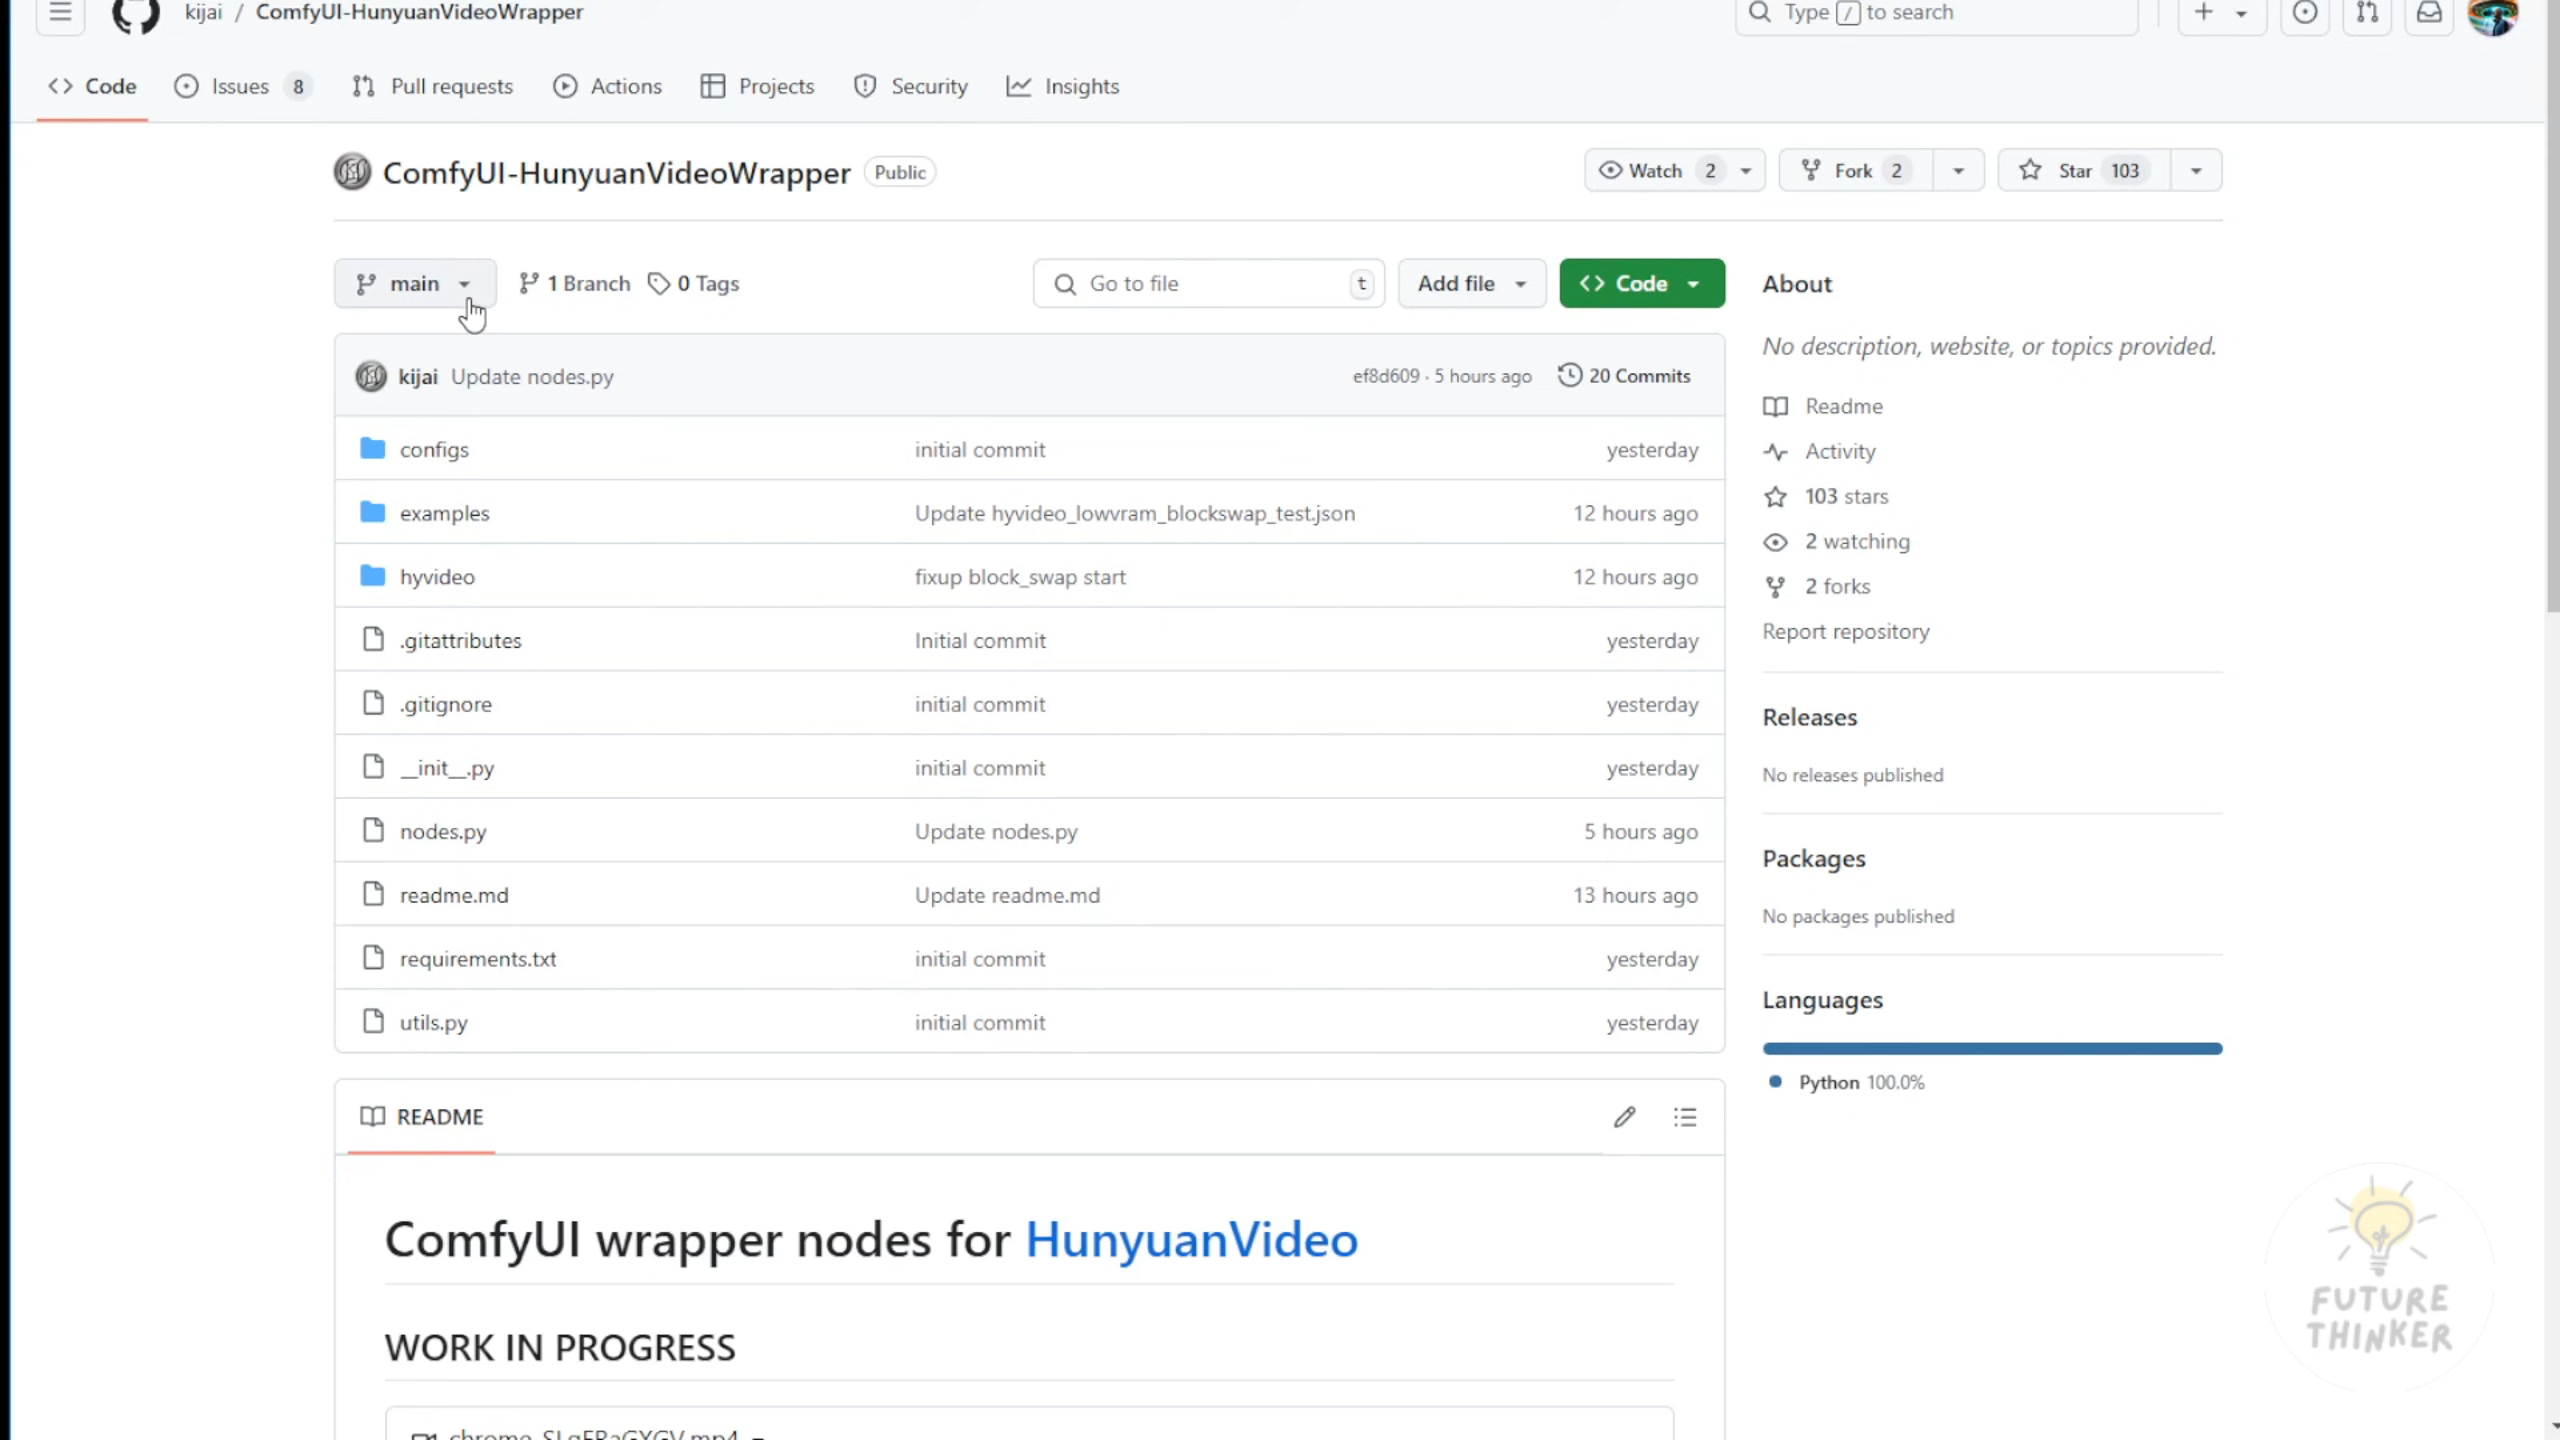 kijai / ComfyUI-HunyuanVideoWrapper
Type / to search
Code
Issues 8
Pull requests
Actions
Projects
Security
Insights
ComfyUI-HunyuanVideoWrapper Public
Watch 2
Fork 2
Star 103
main
1 Branch
0 Tags
Go to file t
Add file
Code
kijai Update nodes.py ef8d609 · 5 hours ago 20 Commits
configs initial commit yesterday
examples Update hyvideo_lowvram_blockswap_test.json 12 hours ago
hyvideo fixup block_swap start 12 hours ago
.gitattributes Initial commit yesterday
.gitignore initial commit yesterday
__init__.py initial commit yesterday
nodes.py Update nodes.py 5 hours ago
readme.md Update readme.md 13 hours ago
requirements.txt initial commit yesterday
utils.py initial commit yesterday
README
ComfyUI wrapper nodes for HunyuanVideo
WORK IN PROGRESS
About
No description, website, or topics provided.
Readme
Activity
103 stars
2 watching
2 forks
Report repository
Releases
No releases published
Packages
No packages published
Languages
Python 100.0%
FUTURE
THINKER